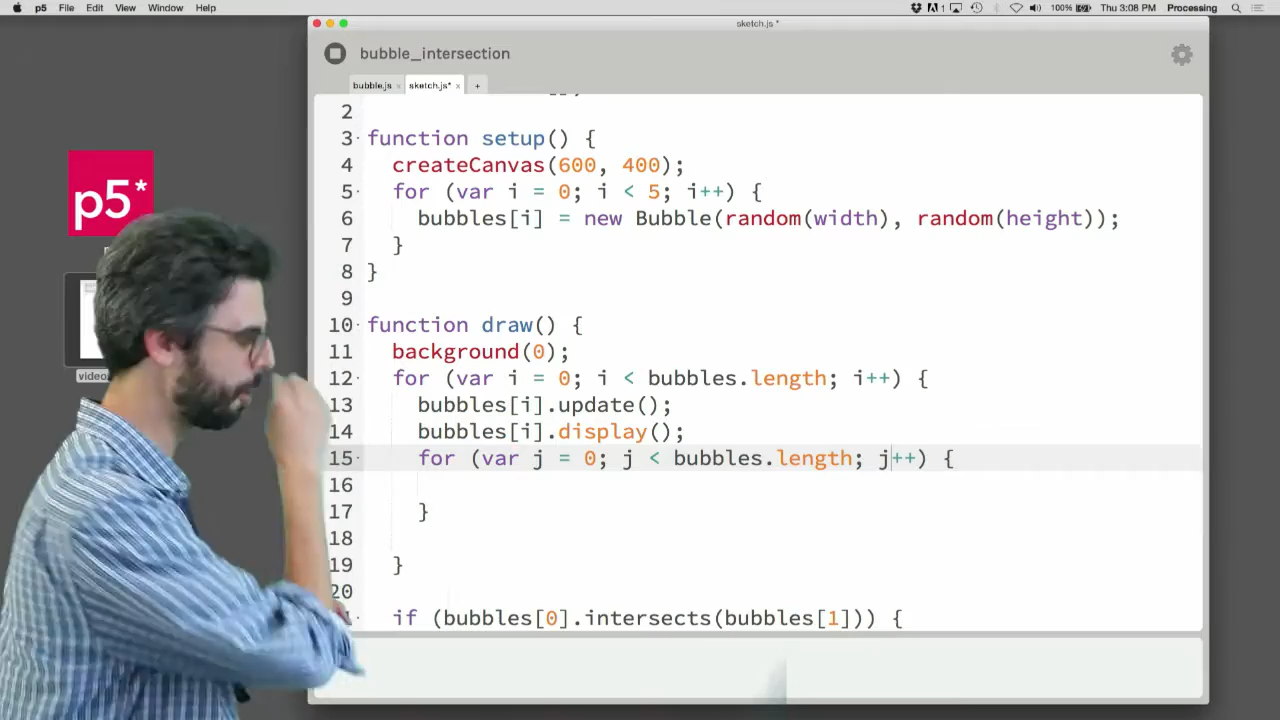 p5 File Edit View Window Help
1 100% Thu 3:08 PM Processing
sketch.js *
bubble_intersection
bubble.js × sketch.js* × +
2
3 function setup() {
4 createCanvas(600, 400);
5 for (var i = 0; i < 5; i++) {
6 bubbles[i] = new Bubble(random(width), random(height));
7 }
8 }
9
10 function draw() {
11 background(0);
12 for (var i = 0; i < bubbles.length; i++) {
13 bubbles[i].update();
14 bubbles[i].display();
15 for (var j = 0; j < bubbles.length; j++) {
16
17 }
18
19 }
20
if (bubbles[0].intersects(bubbles[1])) {
p5*
video